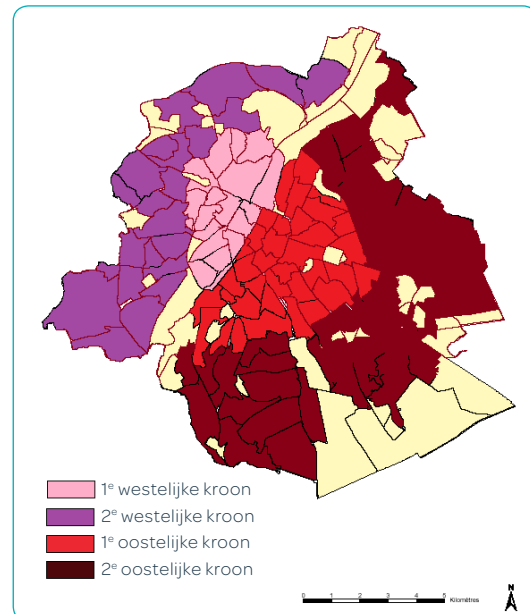 1e westelijke kroon
2e westelijke kroon
1e oostelijke kroon
2e oostelijke kroon
0 1 2 3 4 5
Kilomètres
N